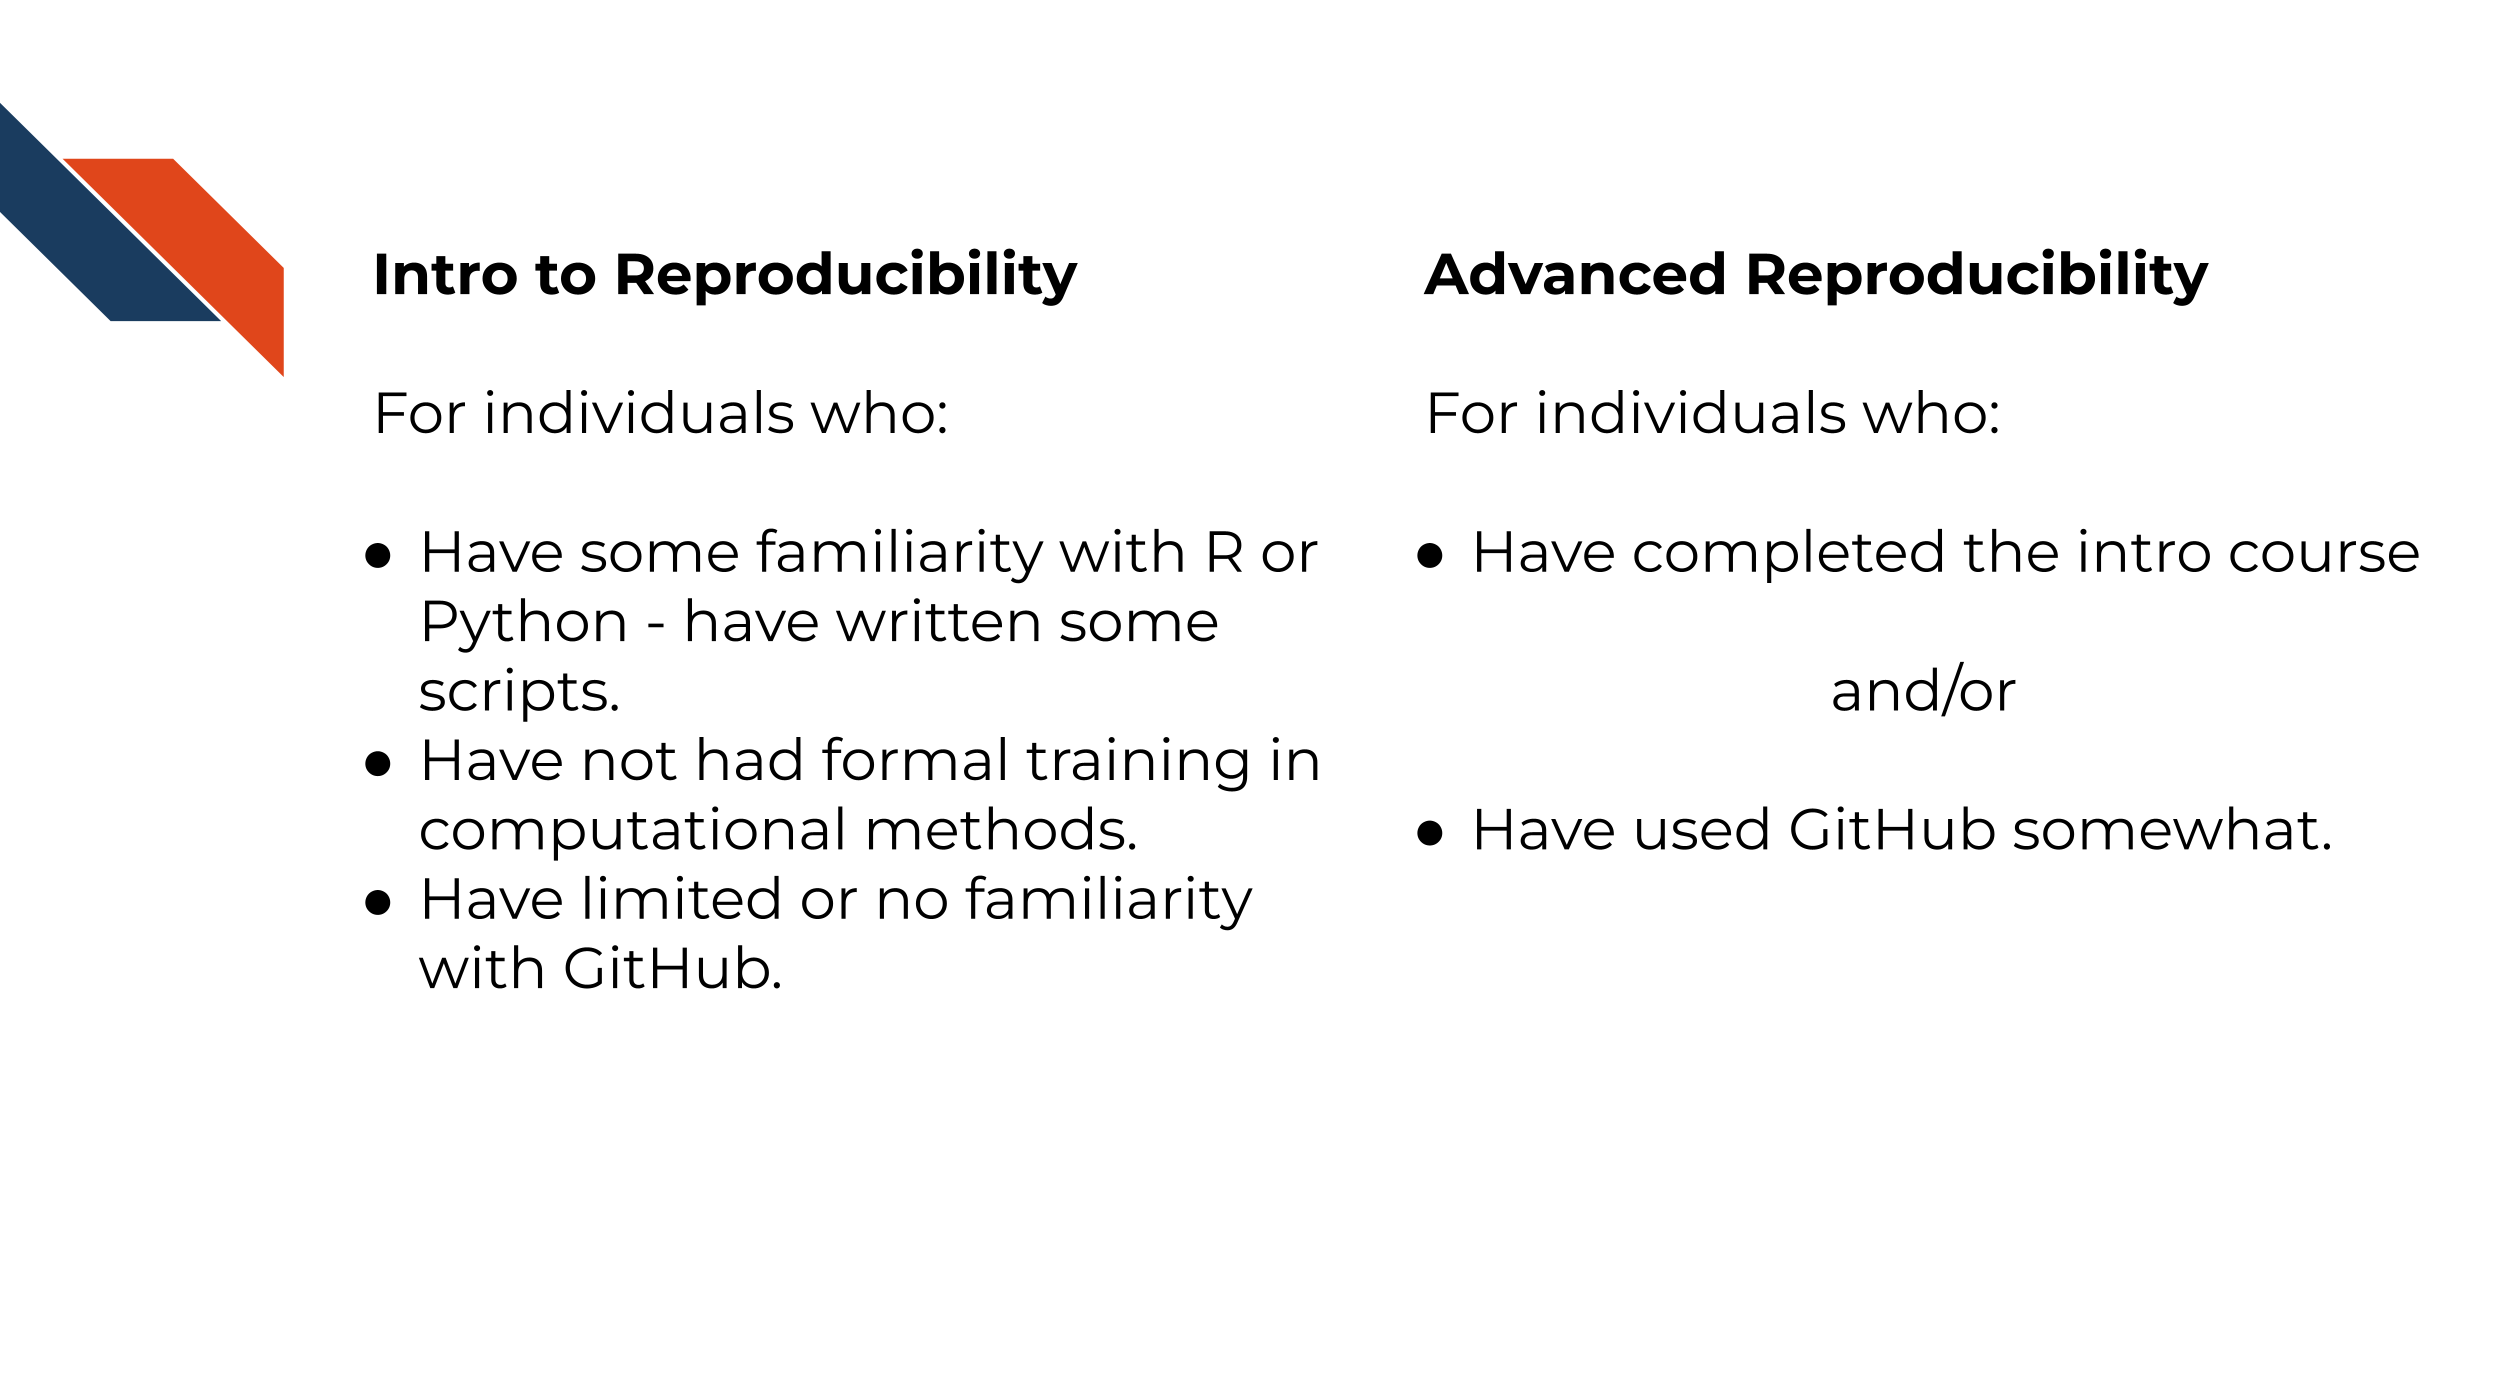 Intro to Reproducibility
For individuals who:
● Have some familiarity with R or
Python - have written some
scripts.
● Have not had formal training in
computational methods.
● Have limited or no familiarity
with GitHub.
Advanced Reproducibility
For individuals who:
● Have completed the intro course
and/or
● Have used GitHub somewhat.